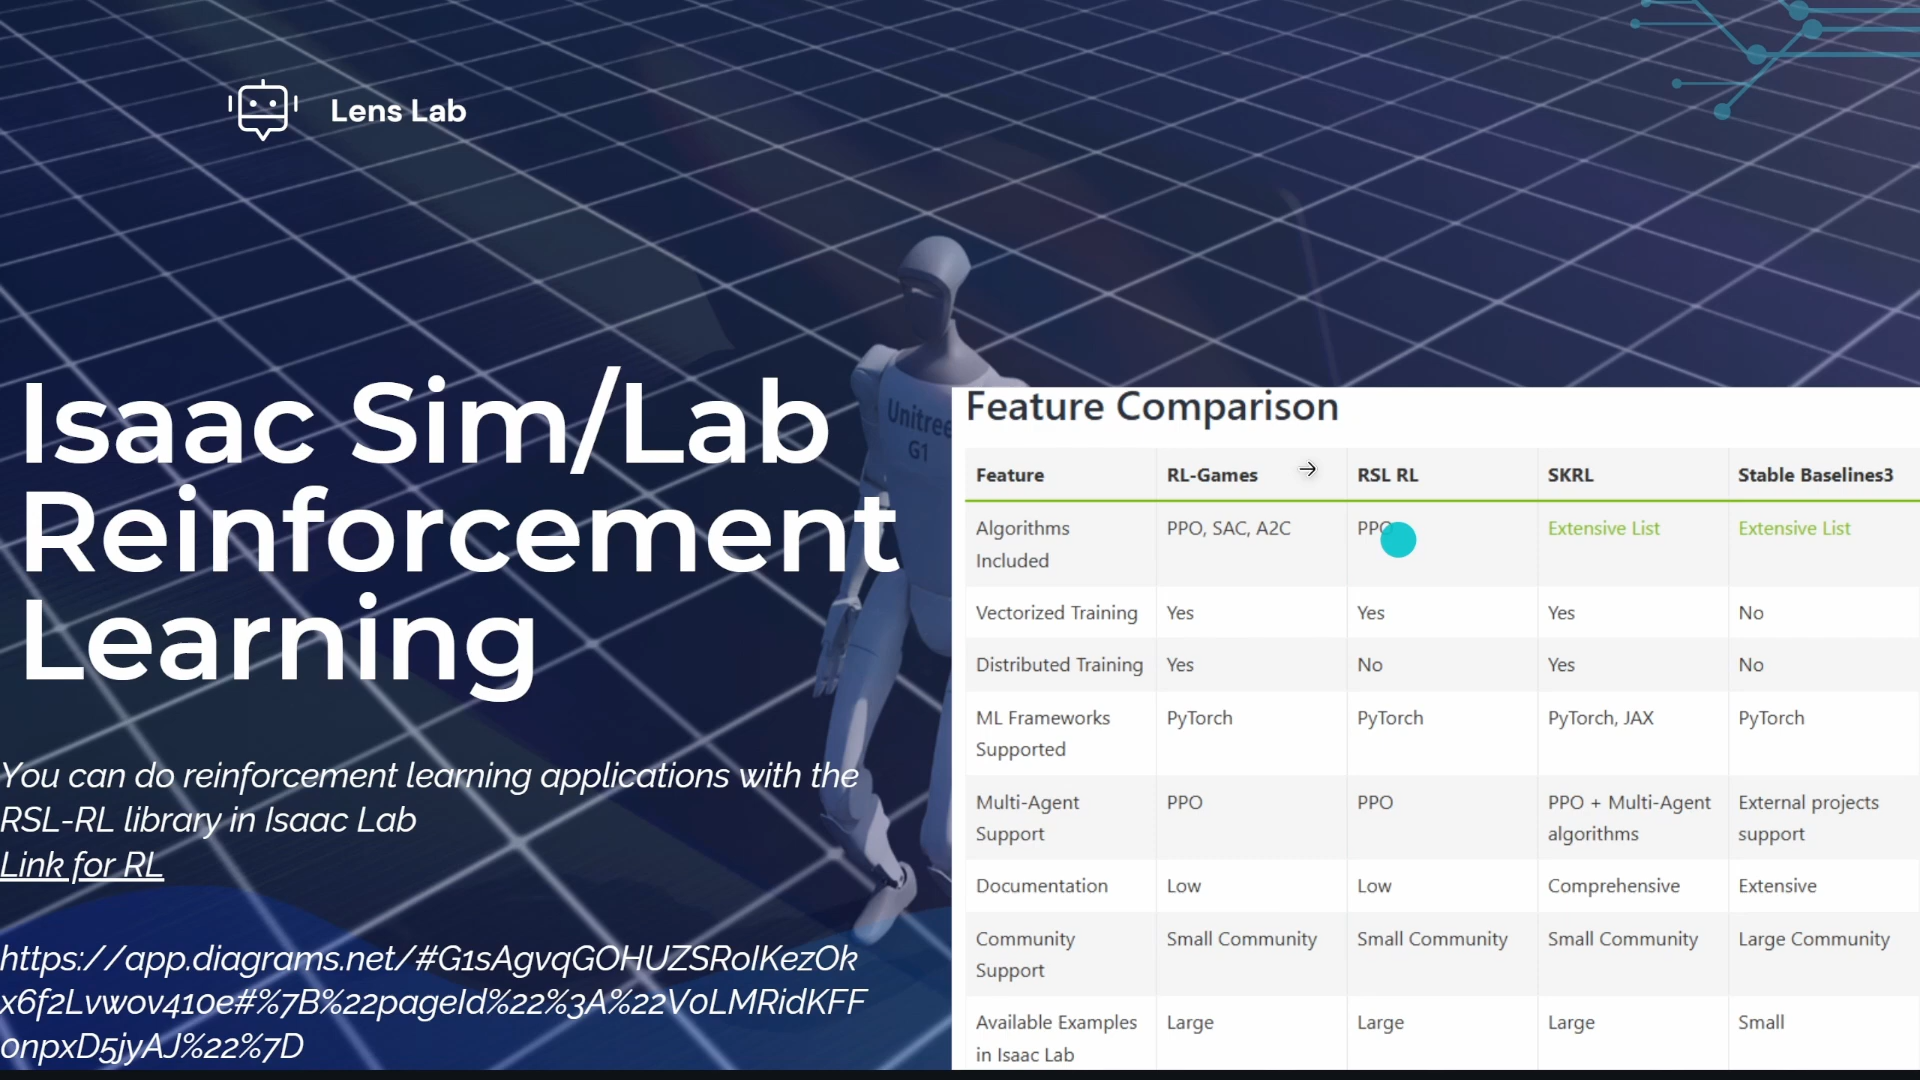 Lens Lab
Isaac Sim/Lab
Reinforcement
Learning
You can do reinforcement learning applications with the
RSL-RL library in Isaac Lab
Link for RL
https://app.diagrams.net/#G1sAgvqGOHUZSRoIKezOk
x6f2Lvwov410e#%7B%22pageId%22%3A%22V0LMRidKFF
0npxD5jyAJ%22%7D
Unitree
G1
Feature Comparison
Feature RL-Games RSL RL SKRL Stable Baselines3
Algorithms Included PPO, SAC, A2C PPO Extensive List Extensive List
Vectorized Training Yes Yes Yes No
Distributed Training Yes No Yes No
ML Frameworks Supported PyTorch PyTorch PyTorch, JAX PyTorch
Multi-Agent Support PPO PPO PPO + Multi-Agent algorithms External projects support
Documentation Low Low Comprehensive Extensive
Community Support Small Community Small Community Small Community Large Community
Available Examples in Isaac Lab Large Large Large Small